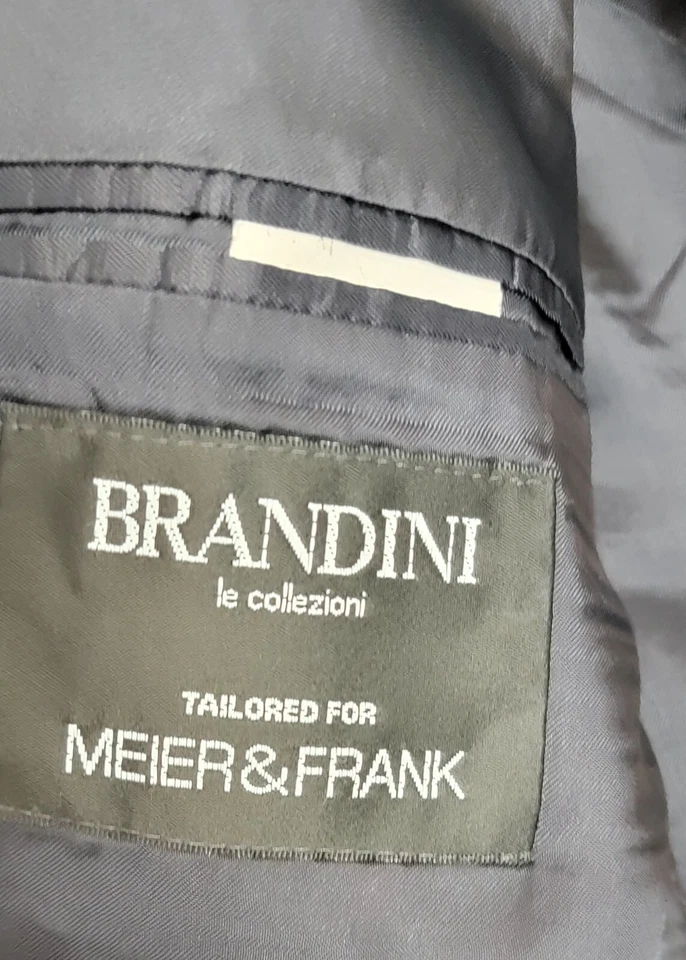 BRANDINI
le collezioni
TAILORED FOR
MEIER&FRANK